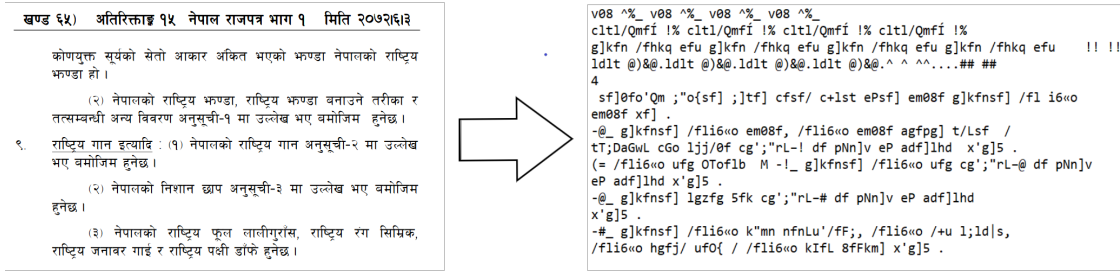 खण्ड ६५) अतिरिक्ताङ्क १५ नेपाल राजपत्र भाग १ मिति २०७२।६।३
कोणयुक्त सूर्यको सेतो आकार अंकित भएको झण्डा नेपालको राष्ट्रिय
झण्डा हो ।
(२) नेपालको राष्ट्रिय झण्डा, राष्ट्रिय झण्डा बनाउने तरीका र
तत्सम्बन्धी अन्य विवरण अनुसूची-१ मा उल्लेख भए बमोजिम हुनेछ ।
९. राष्ट्रिय गान इत्यादि : (१) नेपालको राष्ट्रिय गान अनुसूची-२ मा उल्लेख
भए बमोजिम हुनेछ ।
(२) नेपालको निशान छाप अनुसूची-३ मा उल्लेख भए बमोजिम
हुनेछ ।
(३) नेपालको राष्ट्रिय फूल लालीगुराँस, राष्ट्रिय रंग सिम्रिक,
राष्ट्रिय जनावर गाई र राष्ट्रिय पक्षी डाँफे हुनेछ ।
v08 ^%_ v08 ^%_ v08 ^%_ v08 ^%_
cltl/QmfÍ !% cltl/QmfÍ !% cltl/QmfÍ !% cltl/QmfÍ !%
g]kfn /fhkq efu g]kfn /fhkq efu g]kfn /fhkq efu g]kfn /fhkq efu !! !!
ldlt @)&@.ldlt @)&@.ldlt @)&@.ldlt @)&@.^ ^ ^^....## ##
4
sf]0fo'Qm ;"o{sf] ;]tf] cfsf/ c+lst ePsf] em08f g]kfnsf] /fl i6«o
em08f xf] .
-@_ g]kfnsf] /fli6«o em08f, /fli6«o em08f agfpg] t/Lsf /
tT;DaGwL cGo ljj/0f cg';"rL–! df pNn]v eP adf]lhd x'g]5 .
(= /fli6«o ufg OToflb M -!_ g]kfnsf] /fli6«o ufg cg';"rL–@ df pNn]v
eP adf]lhd x'g]5 .
-@_ g]kfnsf] lgzfg 5fk cg';"rL–# df pNn]v eP adf]lhd
x'g]5 .
-#_ g]kfnsf] /fli6«o k"mn nfnLu'/fF;, /fli6«o /+u l;ld|s,
/fli6«o hgfj/ ufO{ / /fli6«o kIfL 8fFkm] x'g]5 .